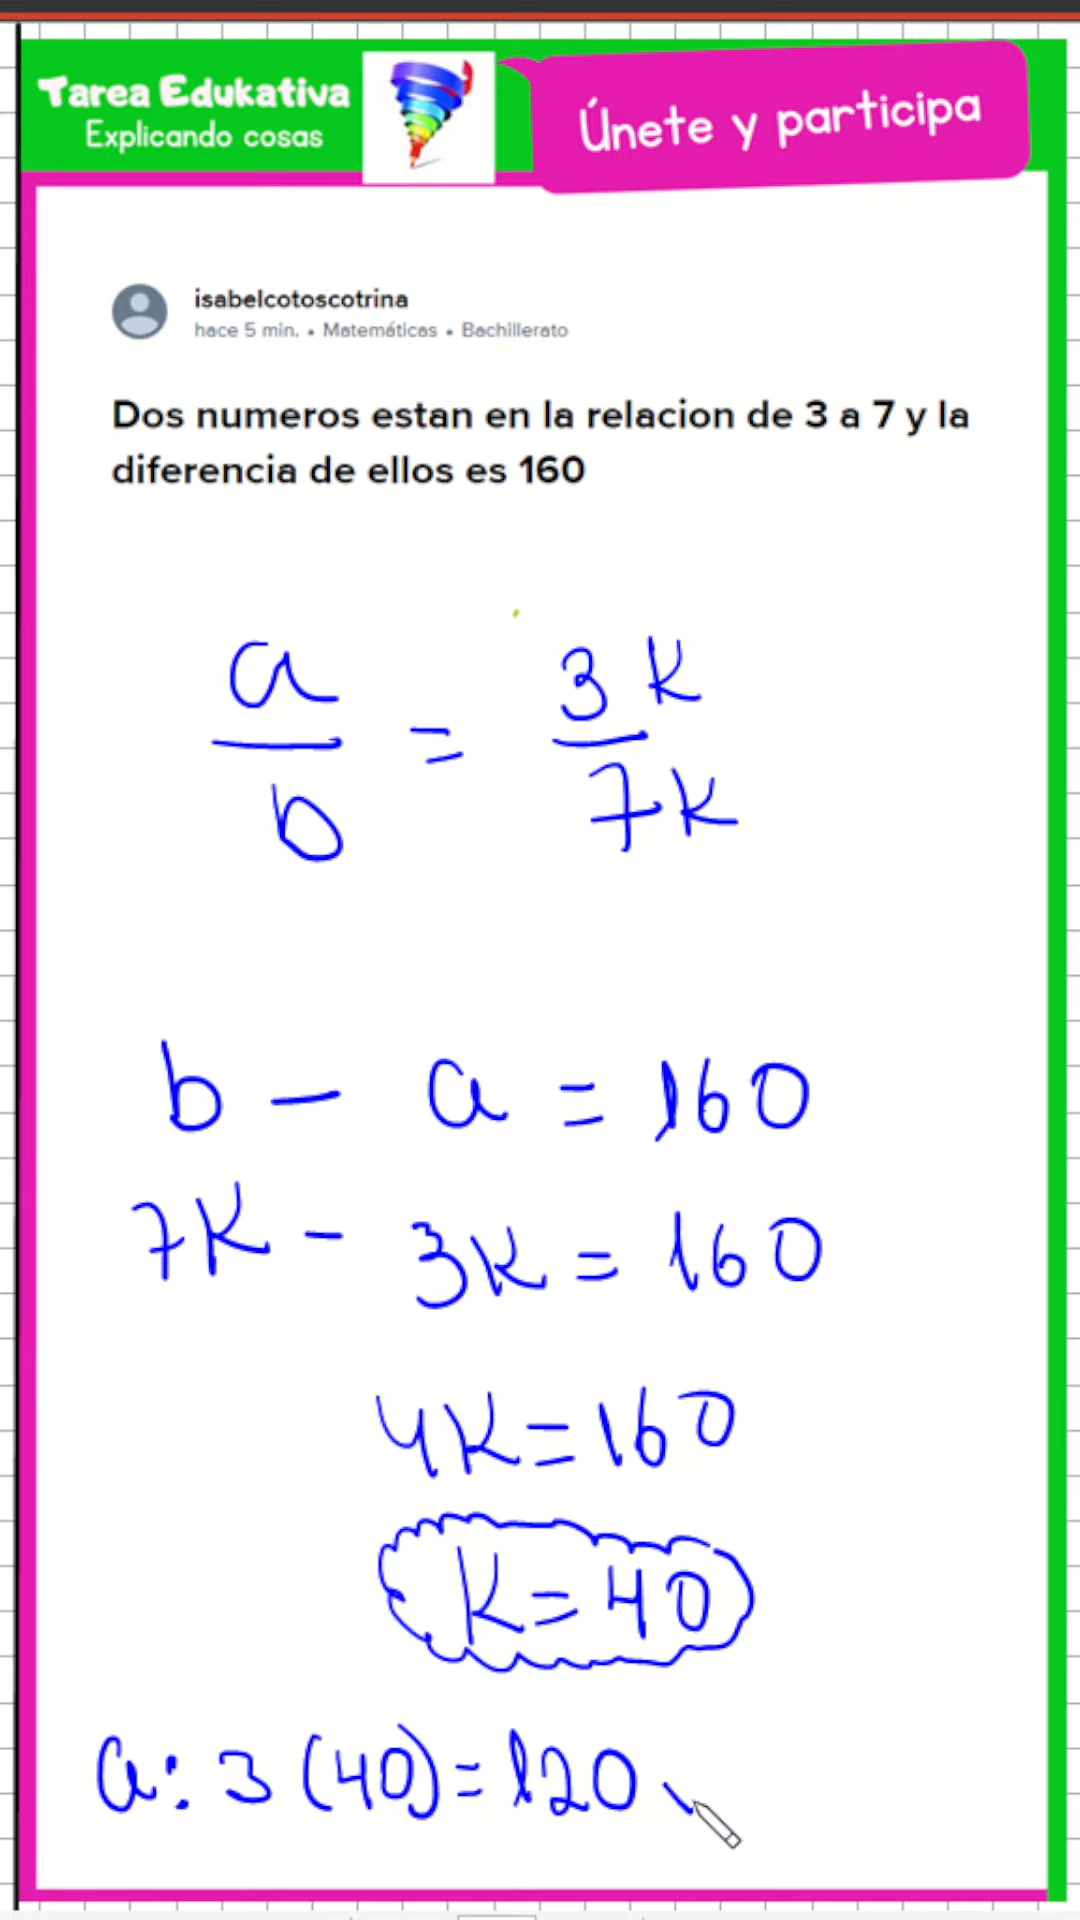 Tarea Edukativa
Explicando cosas
Únete y participa
isabelcotoscotrina
hace 5 min. • Matemáticas • Bachillerato
Dos numeros estan en la relacion de 3 a 7 y la
diferencia de ellos es 160
a/b = 3K/7K
b - a = 160
7K - 3K = 160
4K = 160
K = 40
a: 3 (40) = 120